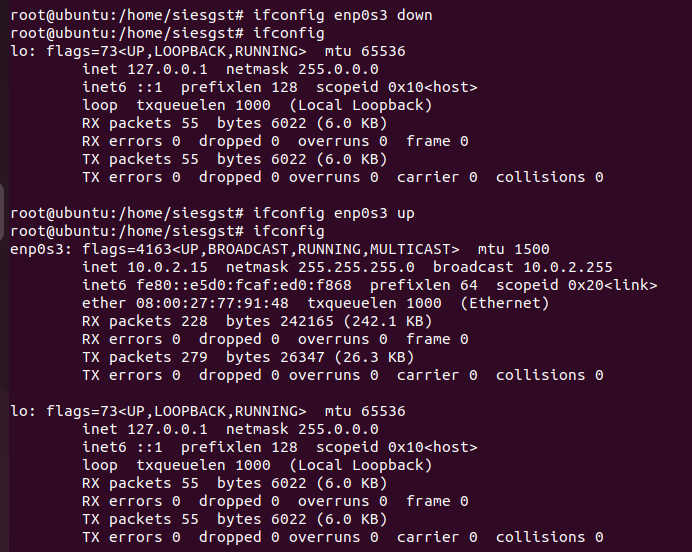 root@ubuntu:/home/siesgst# ifconfig enp0s3 down
root@ubuntu:/home/siesgst# ifconfig
lo: flags=73<UP,LOOPBACK,RUNNING>  mtu 65536
        inet 127.0.0.1  netmask 255.0.0.0
        inet6 ::1  prefixlen 128  scopeid 0x10<host>
        loop  txqueuelen 1000  (Local Loopback)
        RX packets 55  bytes 6022 (6.0 KB)
        RX errors 0  dropped 0  overruns 0  frame 0
        TX packets 55  bytes 6022 (6.0 KB)
        TX errors 0  dropped 0 overruns 0  carrier 0  collisions 0

root@ubuntu:/home/siesgst# ifconfig enp0s3 up
root@ubuntu:/home/siesgst# ifconfig
enp0s3: flags=4163<UP,BROADCAST,RUNNING,MULTICAST>  mtu 1500
        inet 10.0.2.15  netmask 255.255.255.0  broadcast 10.0.2.255
        inet6 fe80::e5d0:fcaf:ed0:f868  prefixlen 64  scopeid 0x20<link>
        ether 08:00:27:77:91:48  txqueuelen 1000  (Ethernet)
        RX packets 228  bytes 242165 (242.1 KB)
        RX errors 0  dropped 0  overruns 0  frame 0
        TX packets 279  bytes 26347 (26.3 KB)
        TX errors 0  dropped 0 overruns 0  carrier 0  collisions 0

lo: flags=73<UP,LOOPBACK,RUNNING>  mtu 65536
        inet 127.0.0.1  netmask 255.0.0.0
        inet6 ::1  prefixlen 128  scopeid 0x10<host>
        loop  txqueuelen 1000  (Local Loopback)
        RX packets 55  bytes 6022 (6.0 KB)
        RX errors 0  dropped 0  overruns 0  frame 0
        TX packets 55  bytes 6022 (6.0 KB)
        TX errors 0  dropped 0 overruns 0  carrier 0  collisions 0